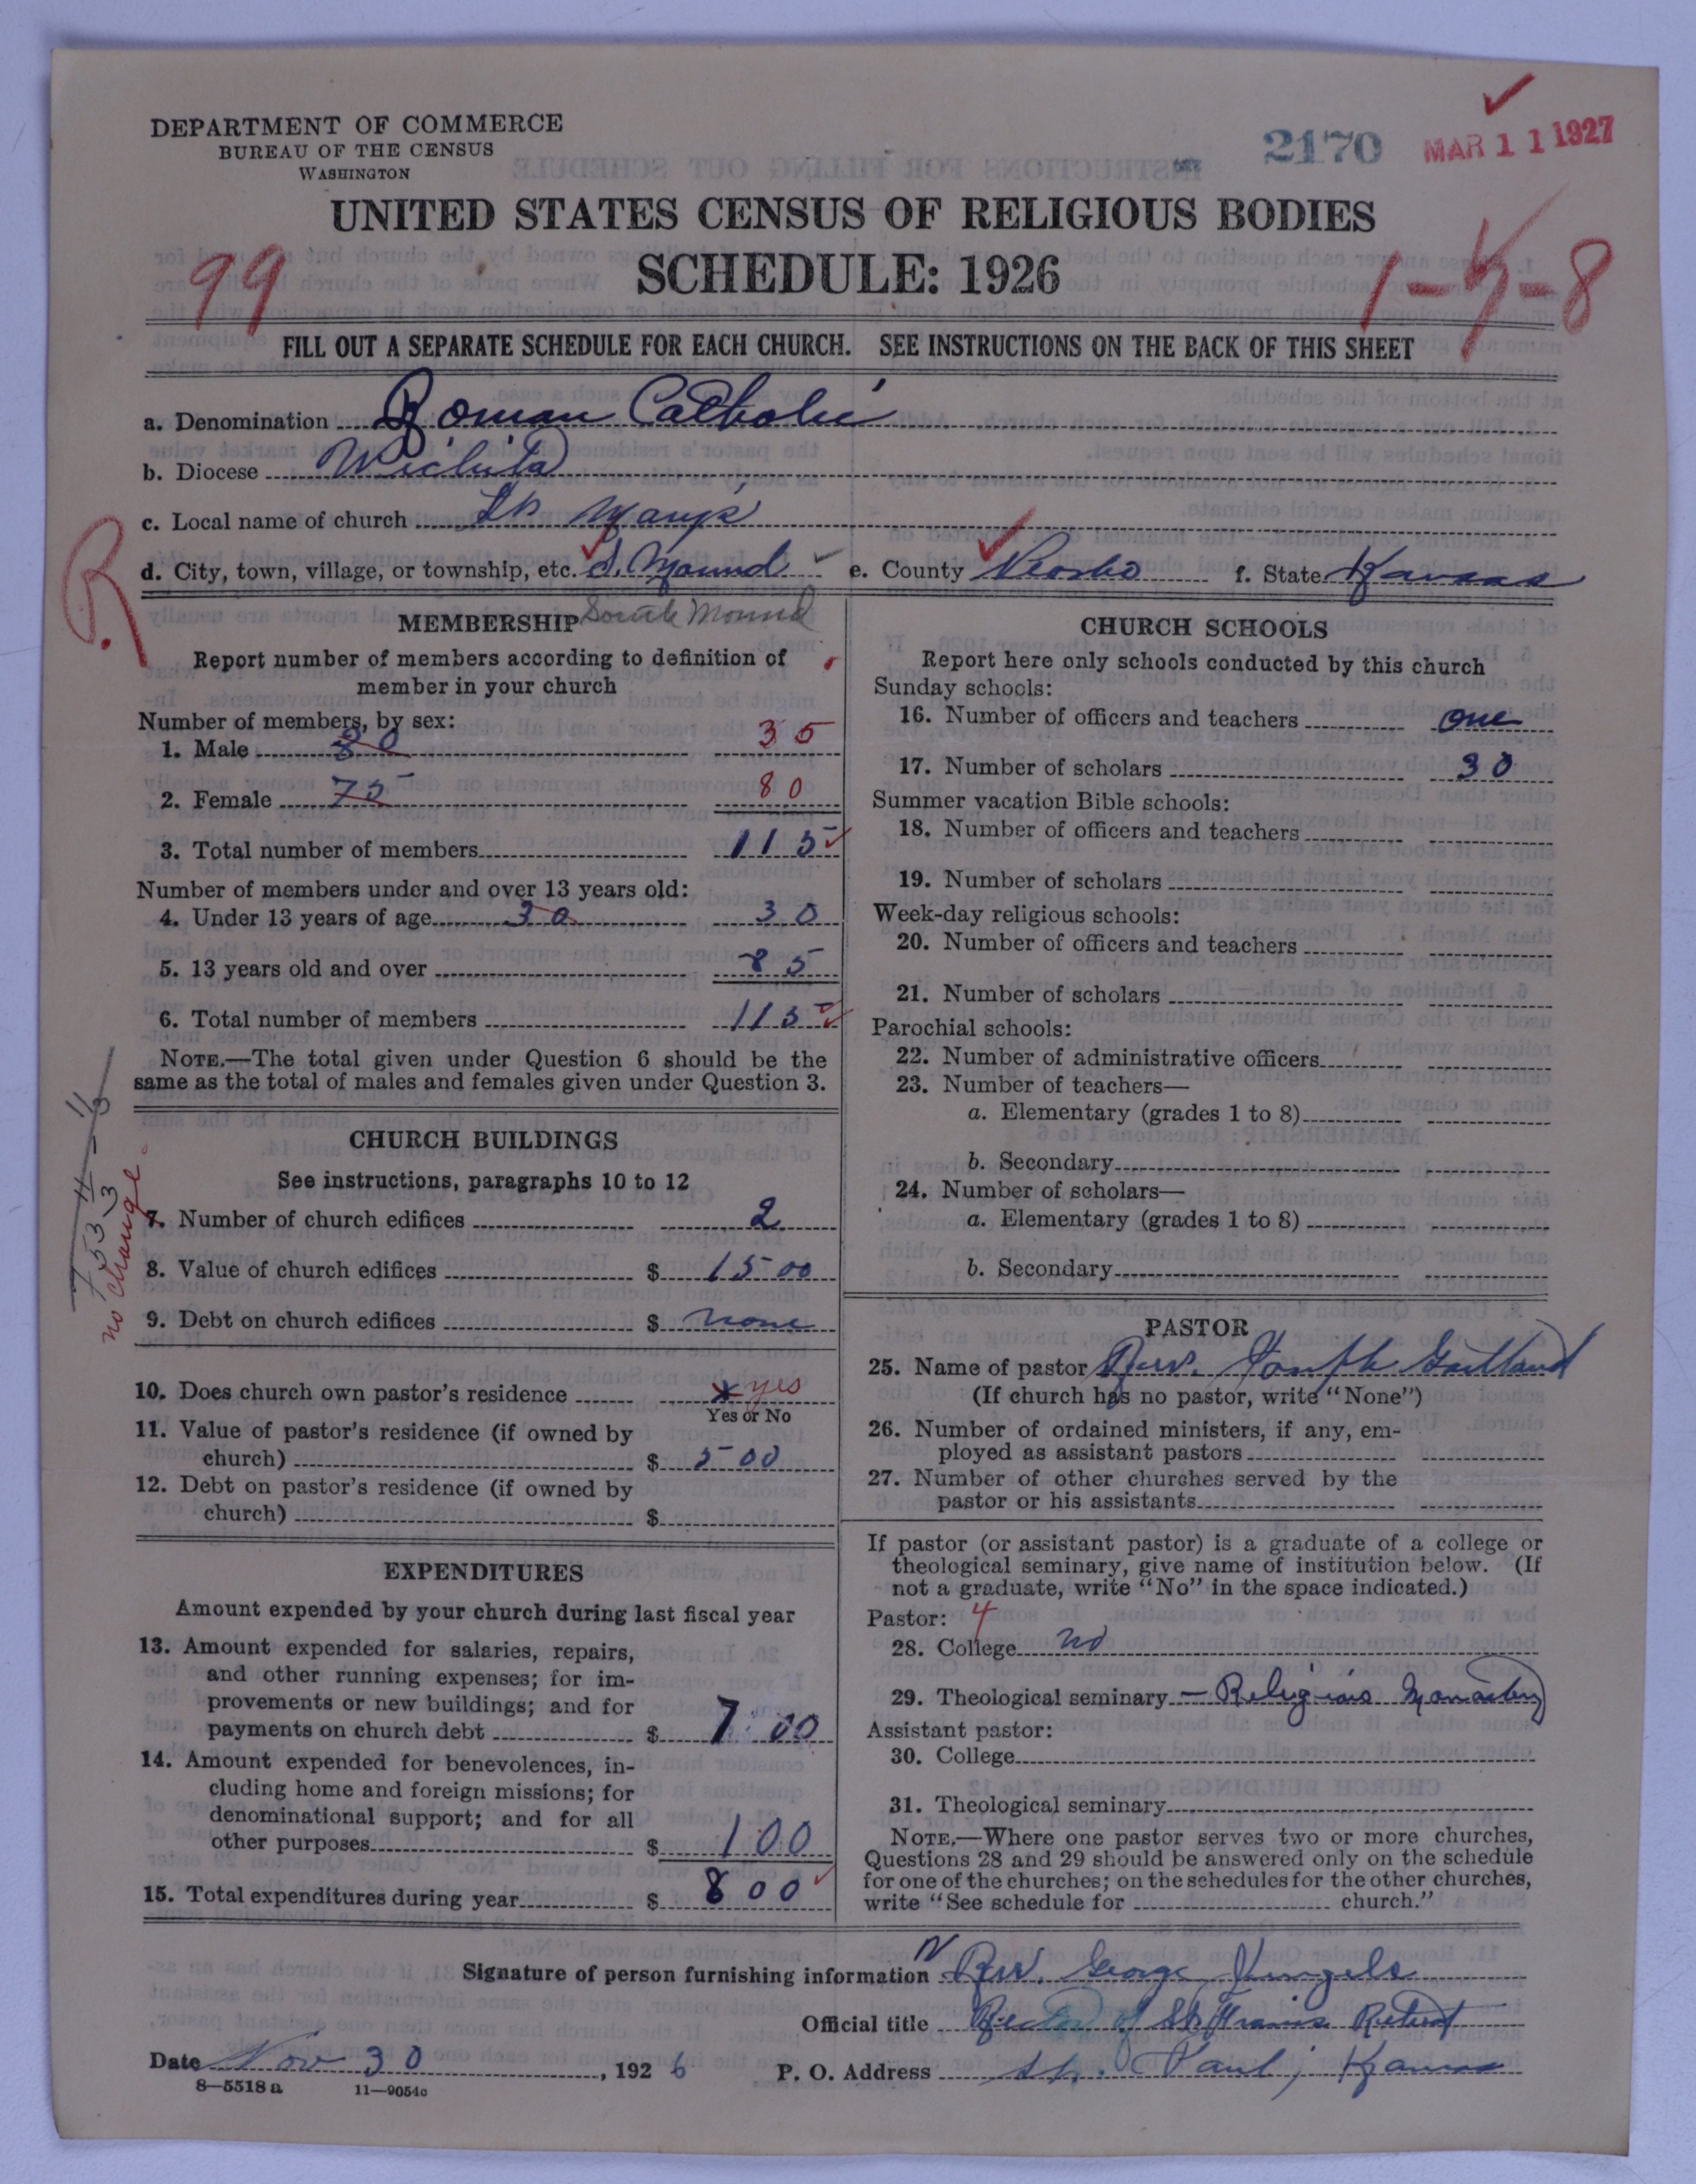 DEPARTMENT OF COMMERCE
BUREAU OF THE CENSUS
WASHINGTON
2170
MAR 11 1927
UNITED STATES CENSUS OF RELIGIOUS BODIES
SCHEDULE: 1926
99
FILL OUT A SEPARATE SCHEDULE FOR EACH CHURCH. SEE INSTRUCTIONS ON THE BACK OF THIS SHEET
a. Denomination Roman Catholic
b. Diocese Wichita
c. Local name of church St Mary's
d. City, town, village, or township, etc. S. Mound e. County Neosho f. State Kansas
R
MEMBERSHIP South Mound
Report number of members according to definition of
member in your church
Number of members, by sex:
1. Male 80 35
2. Female 75 80
3. Total number of members 115
Number of members under and over 13 years old:
4. Under 13 years of age 30 30
5. 13 years old and over 85
6. Total number of members 115
NOTE.—The total given under Question 6 should be the
same as the total of males and females given under Question 3.
no change
CHURCH BUILDINGS
See instructions, paragraphs 10 to 12
7. Number of church edifices 2
8. Value of church edifices $ 1500
9. Debt on church edifices $ none
10. Does church own pastor's residence yes
Yes or No
11. Value of pastor's residence (if owned by
church) $ 500
12. Debt on pastor's residence (if owned by
church) $
EXPENDITURES
Amount expended by your church during last fiscal year
13. Amount expended for salaries, repairs,
and other running expenses; for im-
provements or new buildings; and for
payments on church debt $ 700
14. Amount expended for benevolences, in-
cluding home and foreign missions; for
denominational support; and for all
other purposes $ 100
15. Total expenditures during year $ 800
CHURCH SCHOOLS
Report here only schools conducted by this church
Sunday schools:
16. Number of officers and teachers one
17. Number of scholars 30
Summer vacation Bible schools:
18. Number of officers and teachers
19. Number of scholars
Week-day religious schools:
20. Number of officers and teachers
21. Number of scholars
Parochial schools:
22. Number of administrative officers
23. Number of teachers—
a. Elementary (grades 1 to 8)
b. Secondary
24. Number of scholars—
a. Elementary (grades 1 to 8)
b. Secondary
PASTOR
25. Name of pastor Rev.
(If church has no pastor, write "None")
26. Number of ordained ministers, if any, em-
ployed as assistant pastors
27. Number of other churches served by the
pastor or his assistants
If pastor (or assistant pastor) is a graduate of a college or
theological seminary, give name of institution below. (If
not a graduate, write "No" in the space indicated.)
Pastor: 4
28. College no
29. Theological seminary — Religious Monastery
Assistant pastor:
30. College
31. Theological seminary
NOTE.—Where one pastor serves two or more churches,
Questions 28 and 29 should be answered only on the schedule
for one of the churches; on the schedules for the other churches,
write "See schedule for church."
Signature of person furnishing information Rev. George
Official title Rector of St Francis Retreat
Date Nov 30, 1926 P. O. Address St. Paul, Kansas
8—5518 a 11—9054c